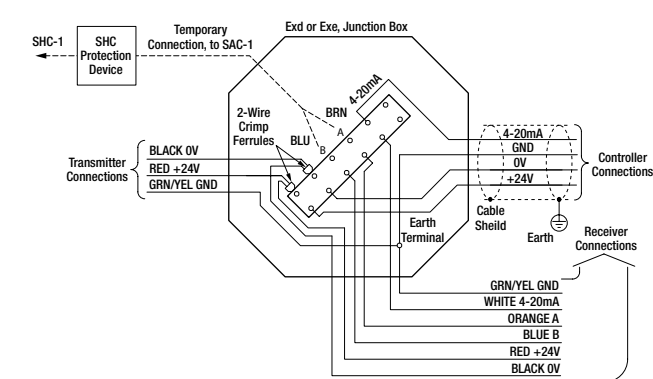 Exd or Exe, Junction Box
Temporary
Connection, to SAC-1
SHC-1
SHC
Protection
Device
4-20mA
BRN
A
2-Wire
Crimp
Ferrules
BLU
B
BLACK 0V
RED +24V
GRN/YEL GND
Transmitter
Connections
4-20mA
GND
0V
+24V
Controller
Connections
Cable
Sheild
Earth
Earth
Terminal
Receiver
Connections
GRN/YEL GND
WHITE 4-20mA
ORANGE A
BLUE B
RED +24V
BLACK 0V